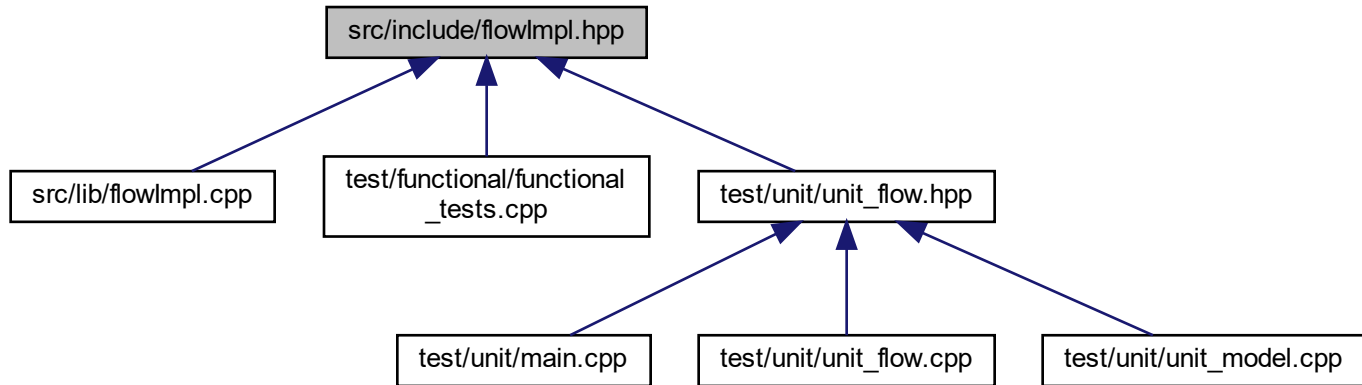 src/include/flowImpl.hpp
src/lib/flowImpl.cpp
test/functional/functional
_tests.cpp
test/unit/unit_flow.hpp
test/unit/main.cpp
test/unit/unit_flow.cpp
test/unit/unit_model.cpp